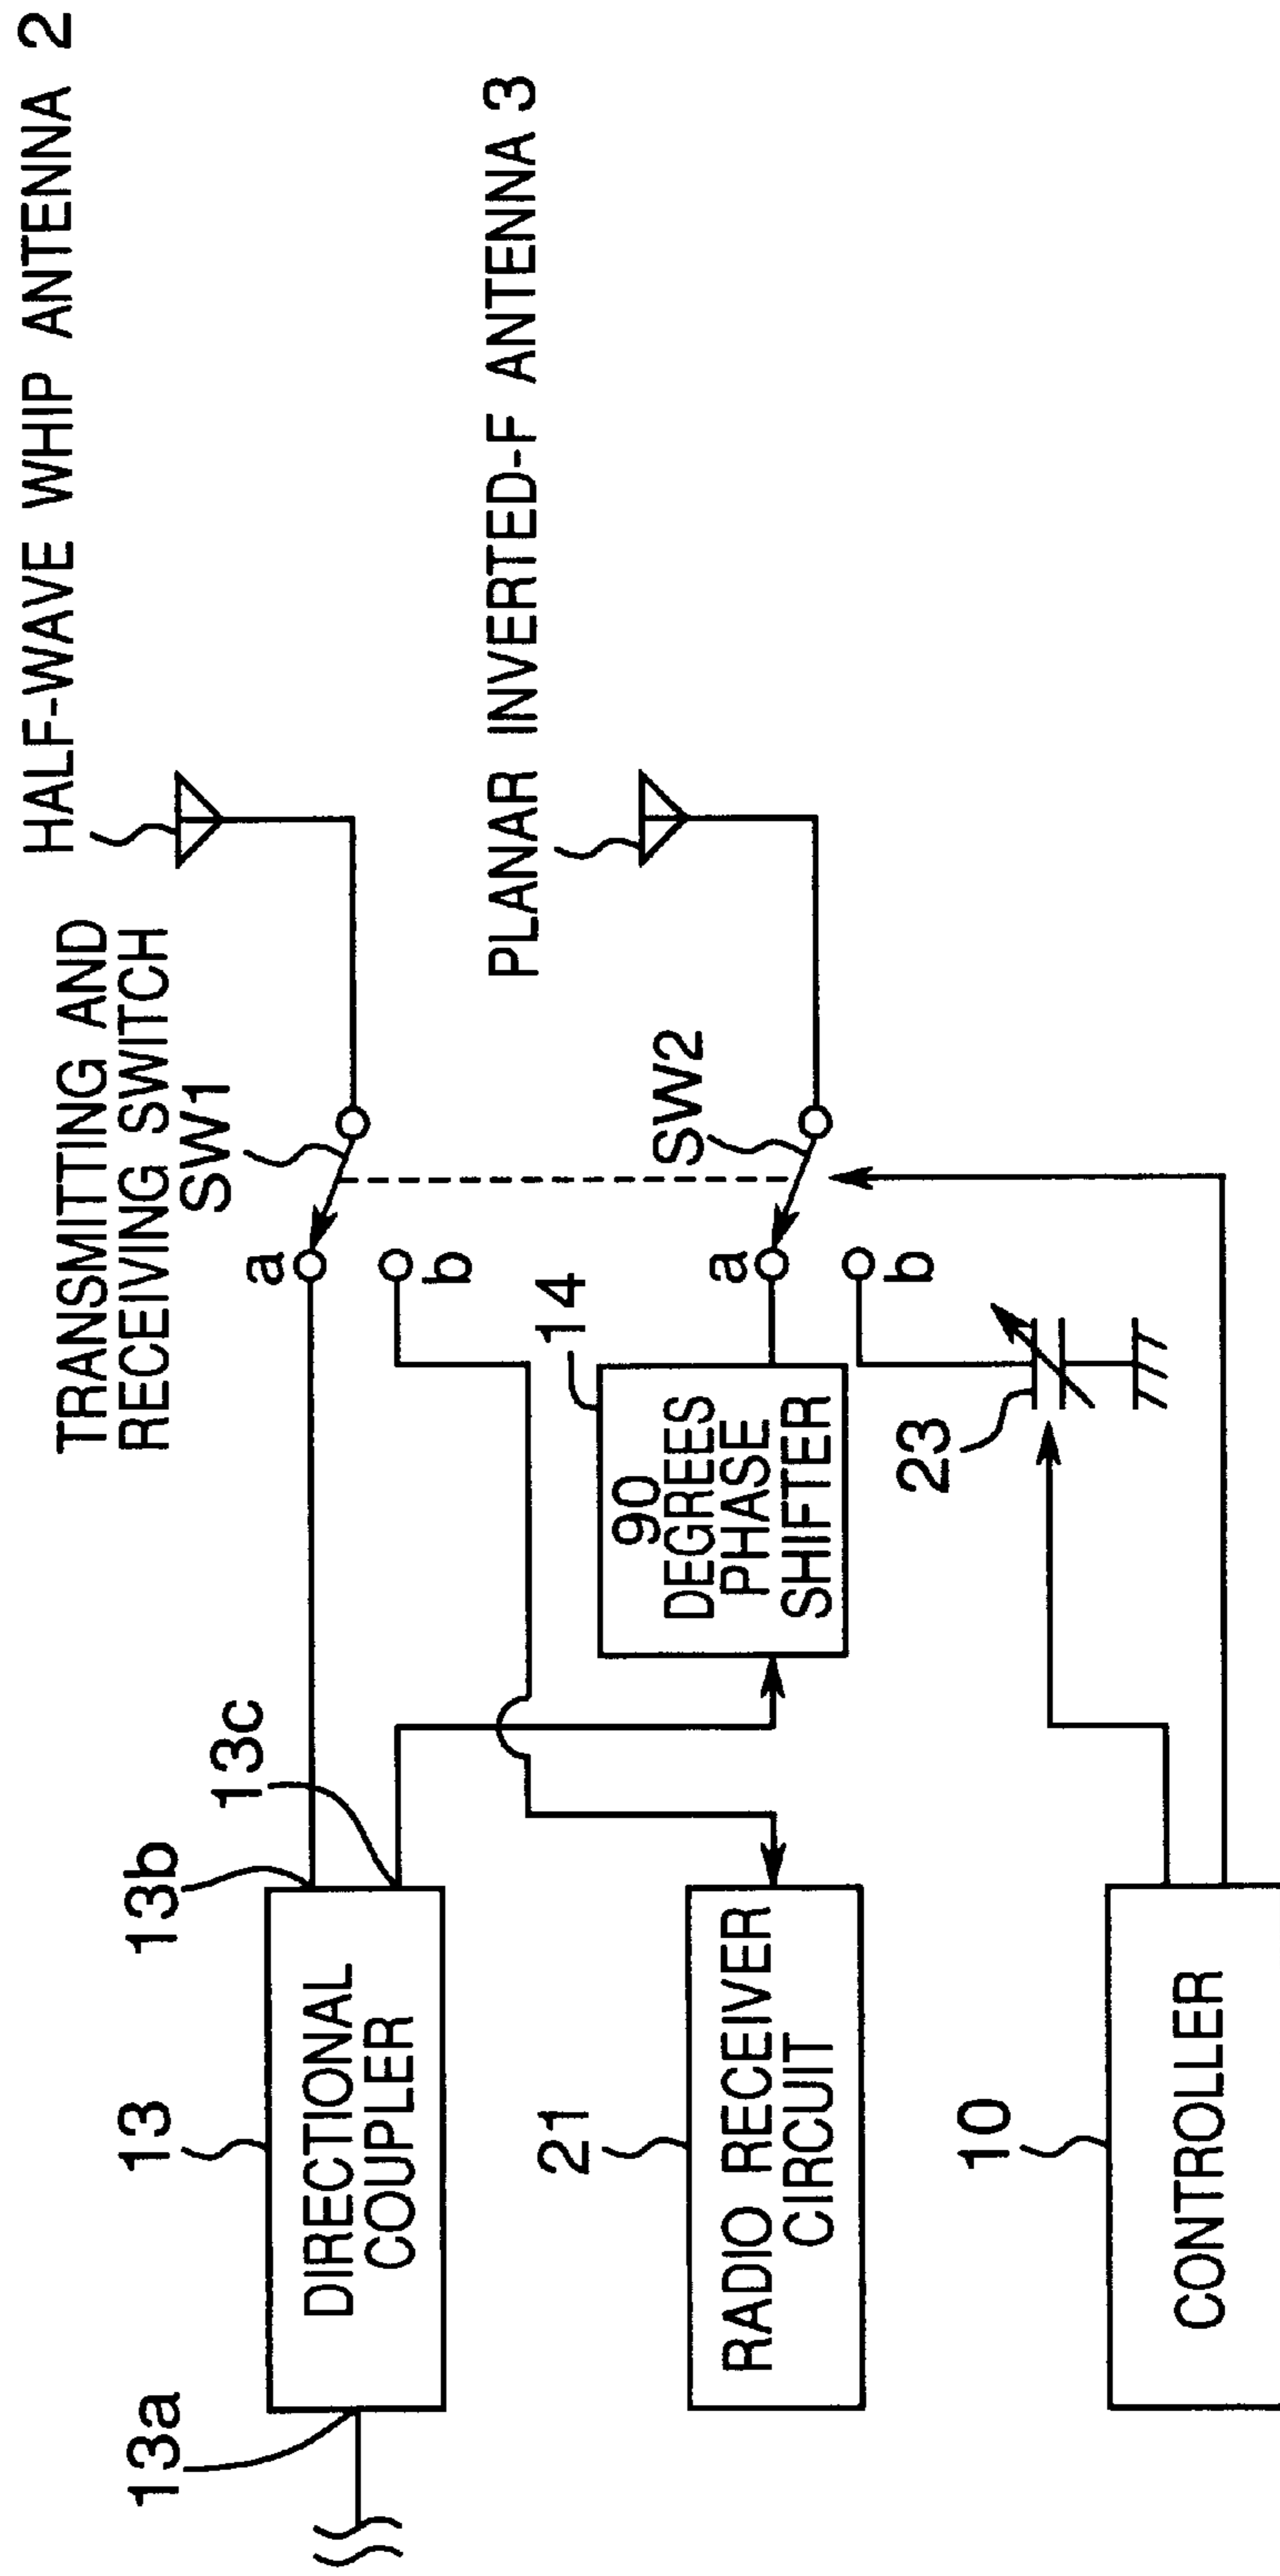 HALF-WAVE WHIP ANTENNA 2
TRANSMITTING AND
RECEIVING SWITCH
SW1
13a
13
13b
13c
a
b
DIRECTIONAL
COUPLER
PLANAR INVERTED-F ANTENNA 3
SW2
14
a
b
90
DEGREES
PHASE
SHIFTER
21
RADIO RECEIVER
CIRCUIT
23
10
CONTROLLER